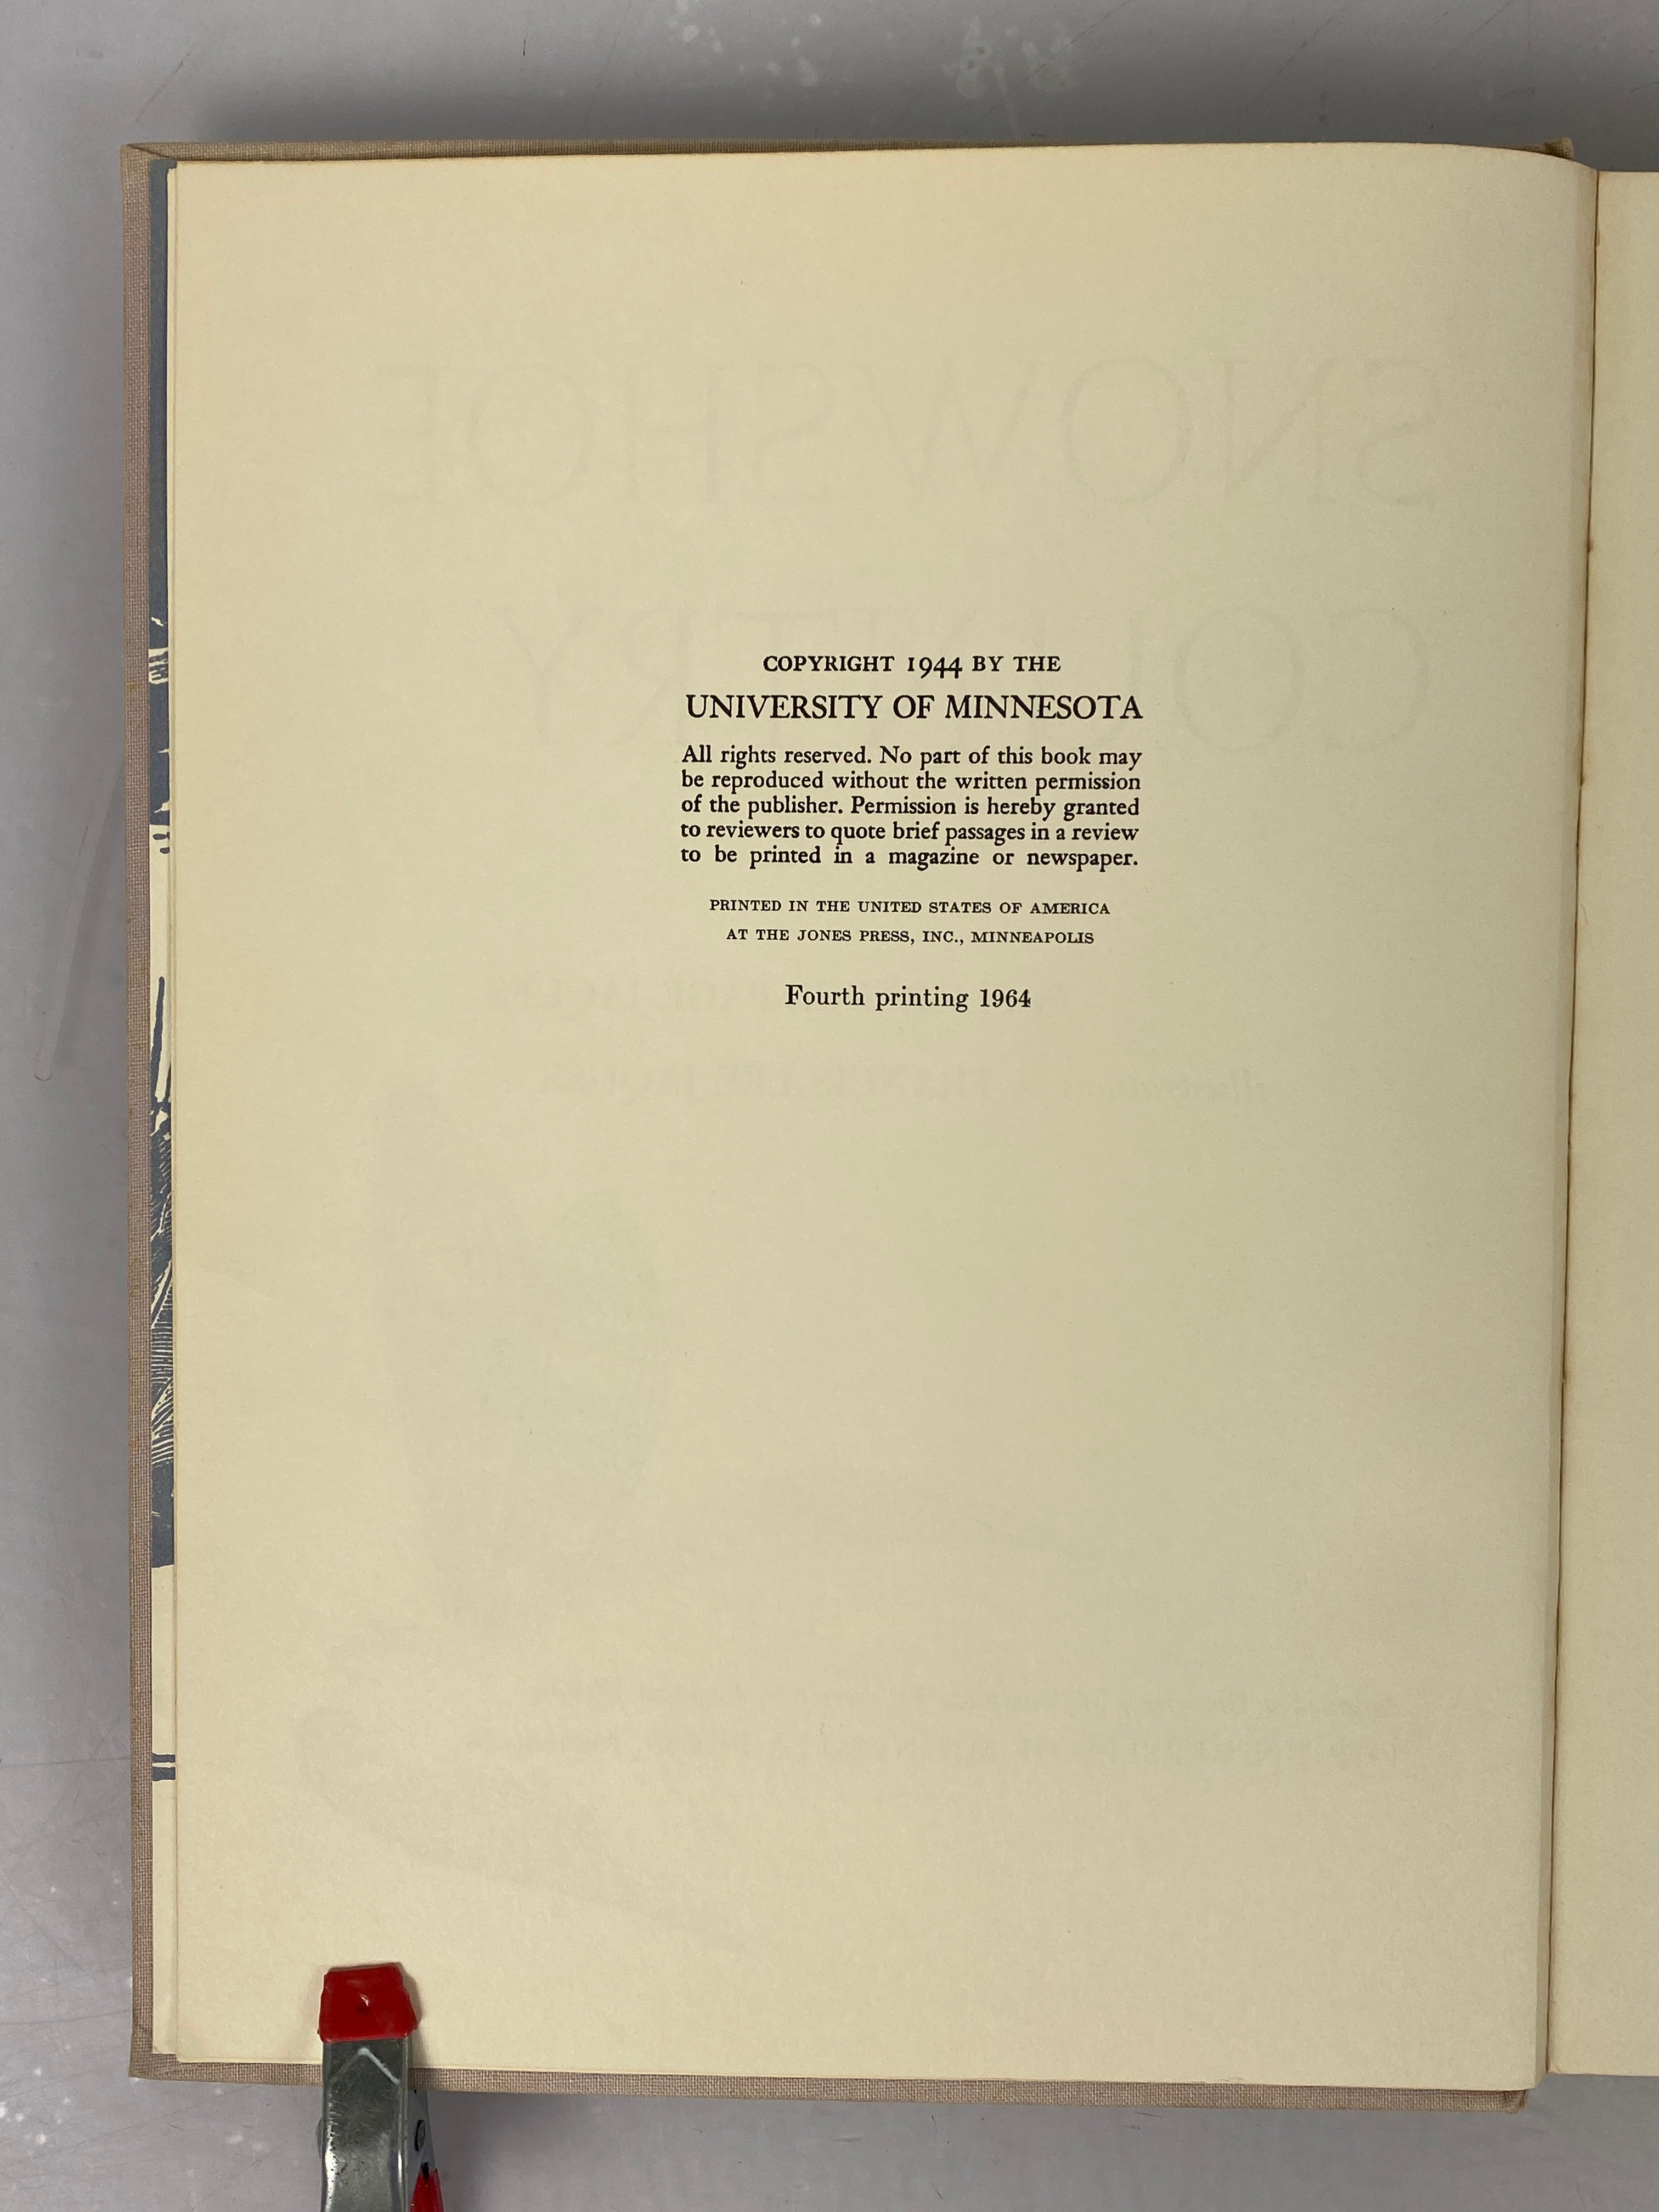 COPYRIGHT 1944 BY THE
UNIVERSITY OF MINNESOTA
All rights reserved. No part of this book may
be reproduced without the written permission
of the publisher. Permission is hereby granted
to reviewers to quote brief passages in a review
to be printed in a magazine or newspaper.
PRINTED IN THE UNITED STATES OF AMERICA
AT THE JONES PRESS, INC., MINNEAPOLIS
Fourth printing 1964